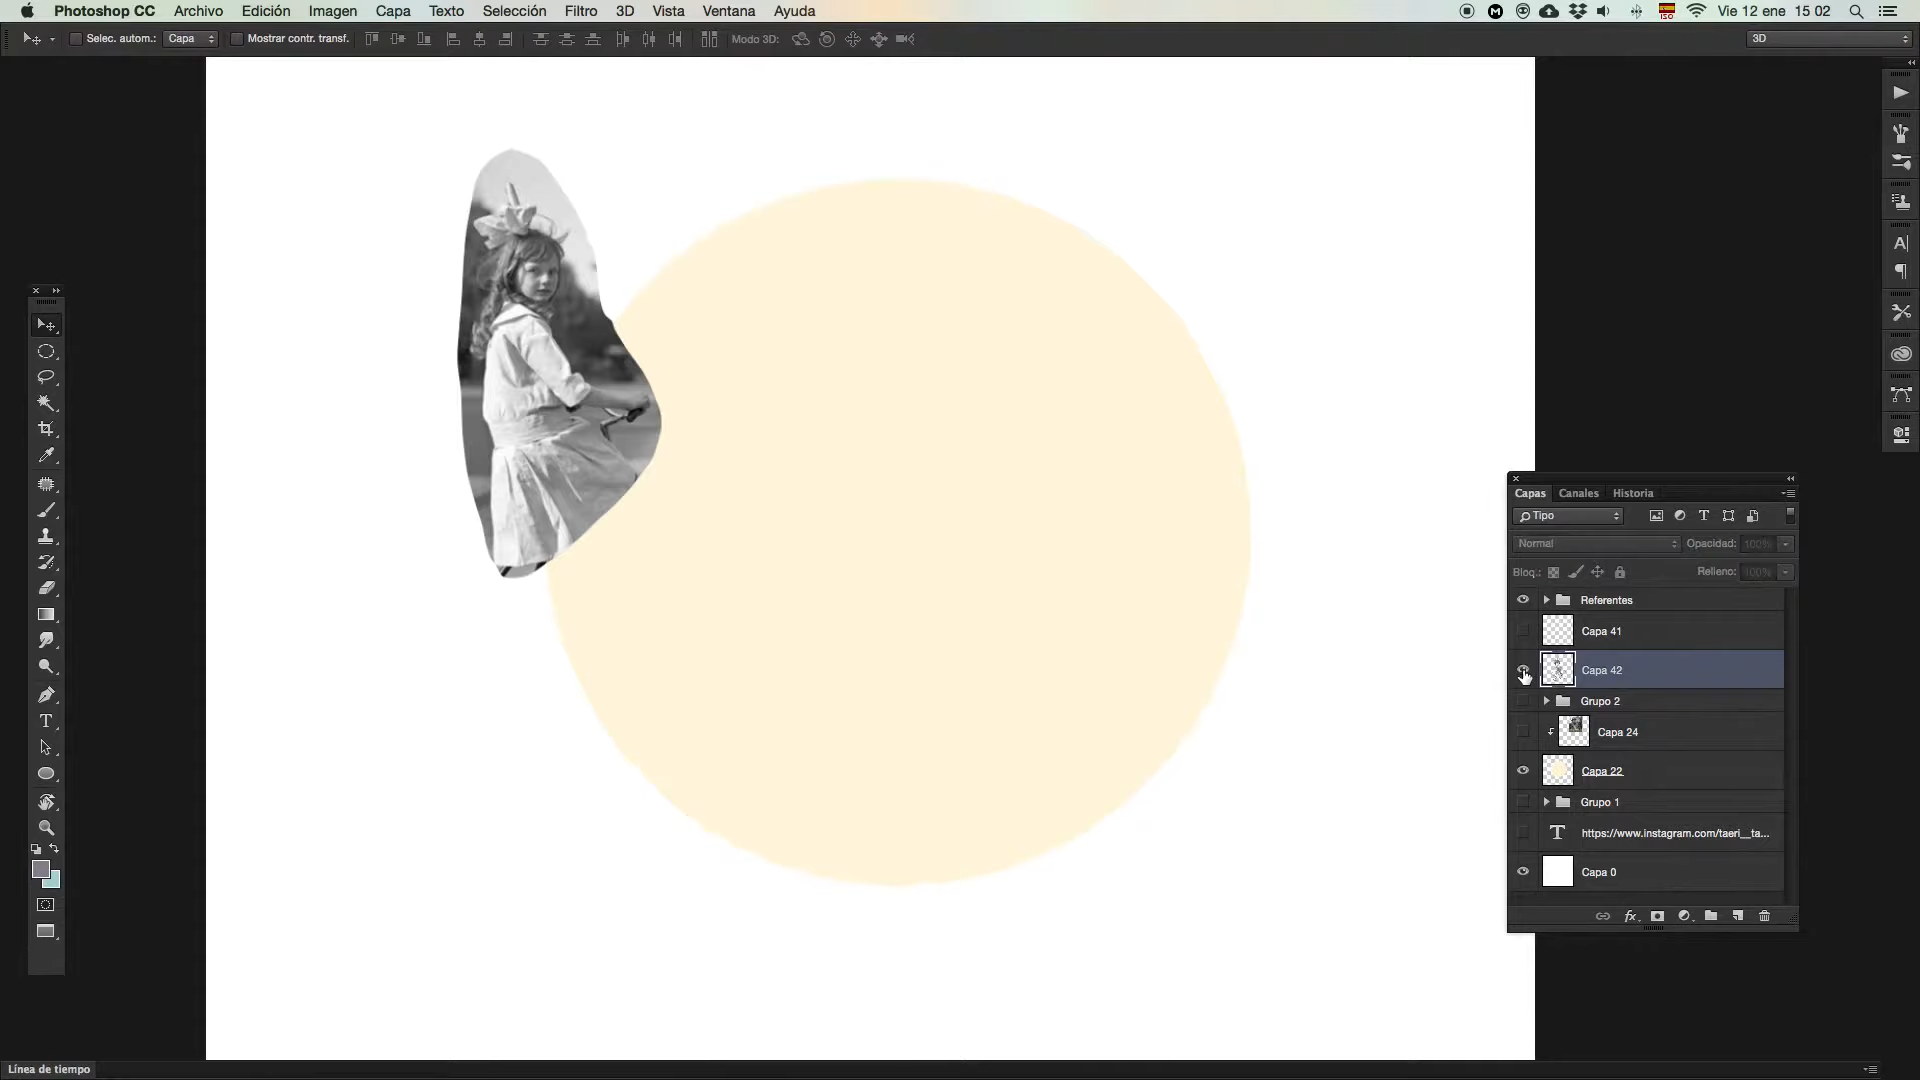 Photoshop CC Archivo Edición Imagen Capa Texto Selección Filtro 3D Vista Ventana Ayuda ISO Vie 12 ene 15 02
Selec. autom.: Capa Mostrar contr. transf. Modo 3D: 3D
Capas Canales Historia
Tipo
Normal Opacidad: 100%
Bloq.: Relleno: 100%
Referentes
Capa 41
Capa 42
Grupo 2
Capa 24
Capa 22
Grupo 1
https://www.instagram.com/taeri__ta...
Capa 0
Línea de tiempo